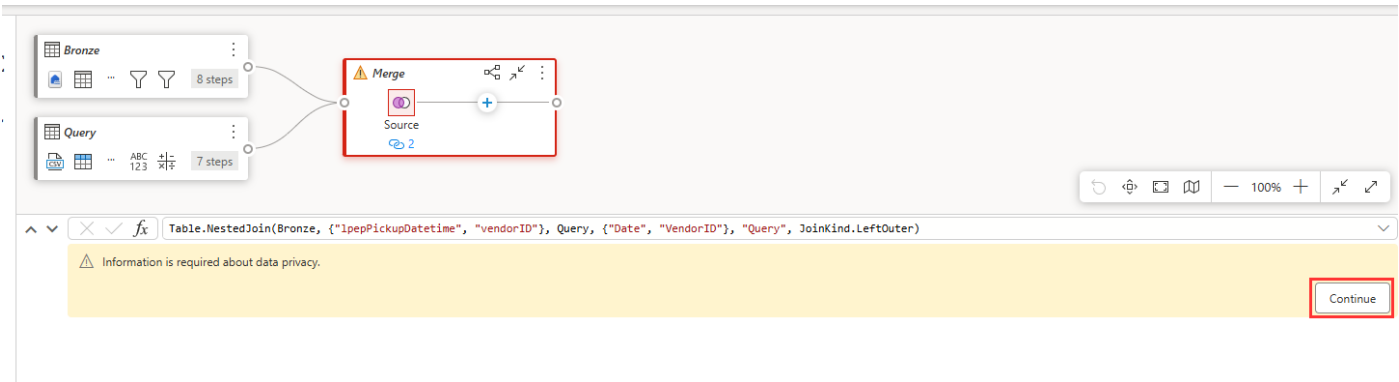 Bronze
8 steps
Query
CSV
ABC
123
7 steps
Merge
Source
2
100%
fx
Table.NestedJoin(Bronze, {"lpepPickupDatetime", "vendorID"}, Query, {"Date", "VendorID"}, "Query", JoinKind.LeftOuter)
Information is required about data privacy.
Continue